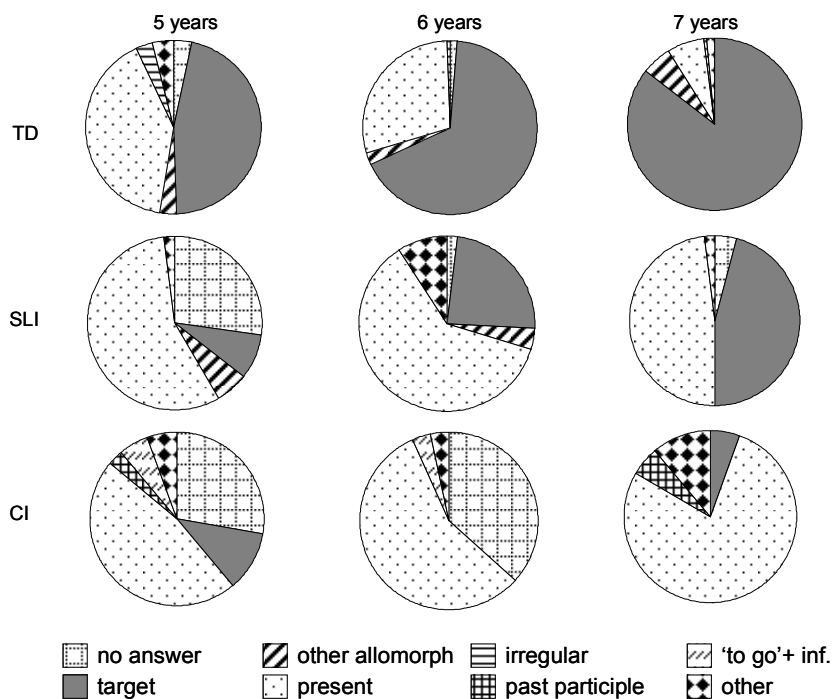 5 years 6 years 7 years
TD
SLI
CI
no answer other allomorph irregular ‘to go’+ inf.
target present past participle other